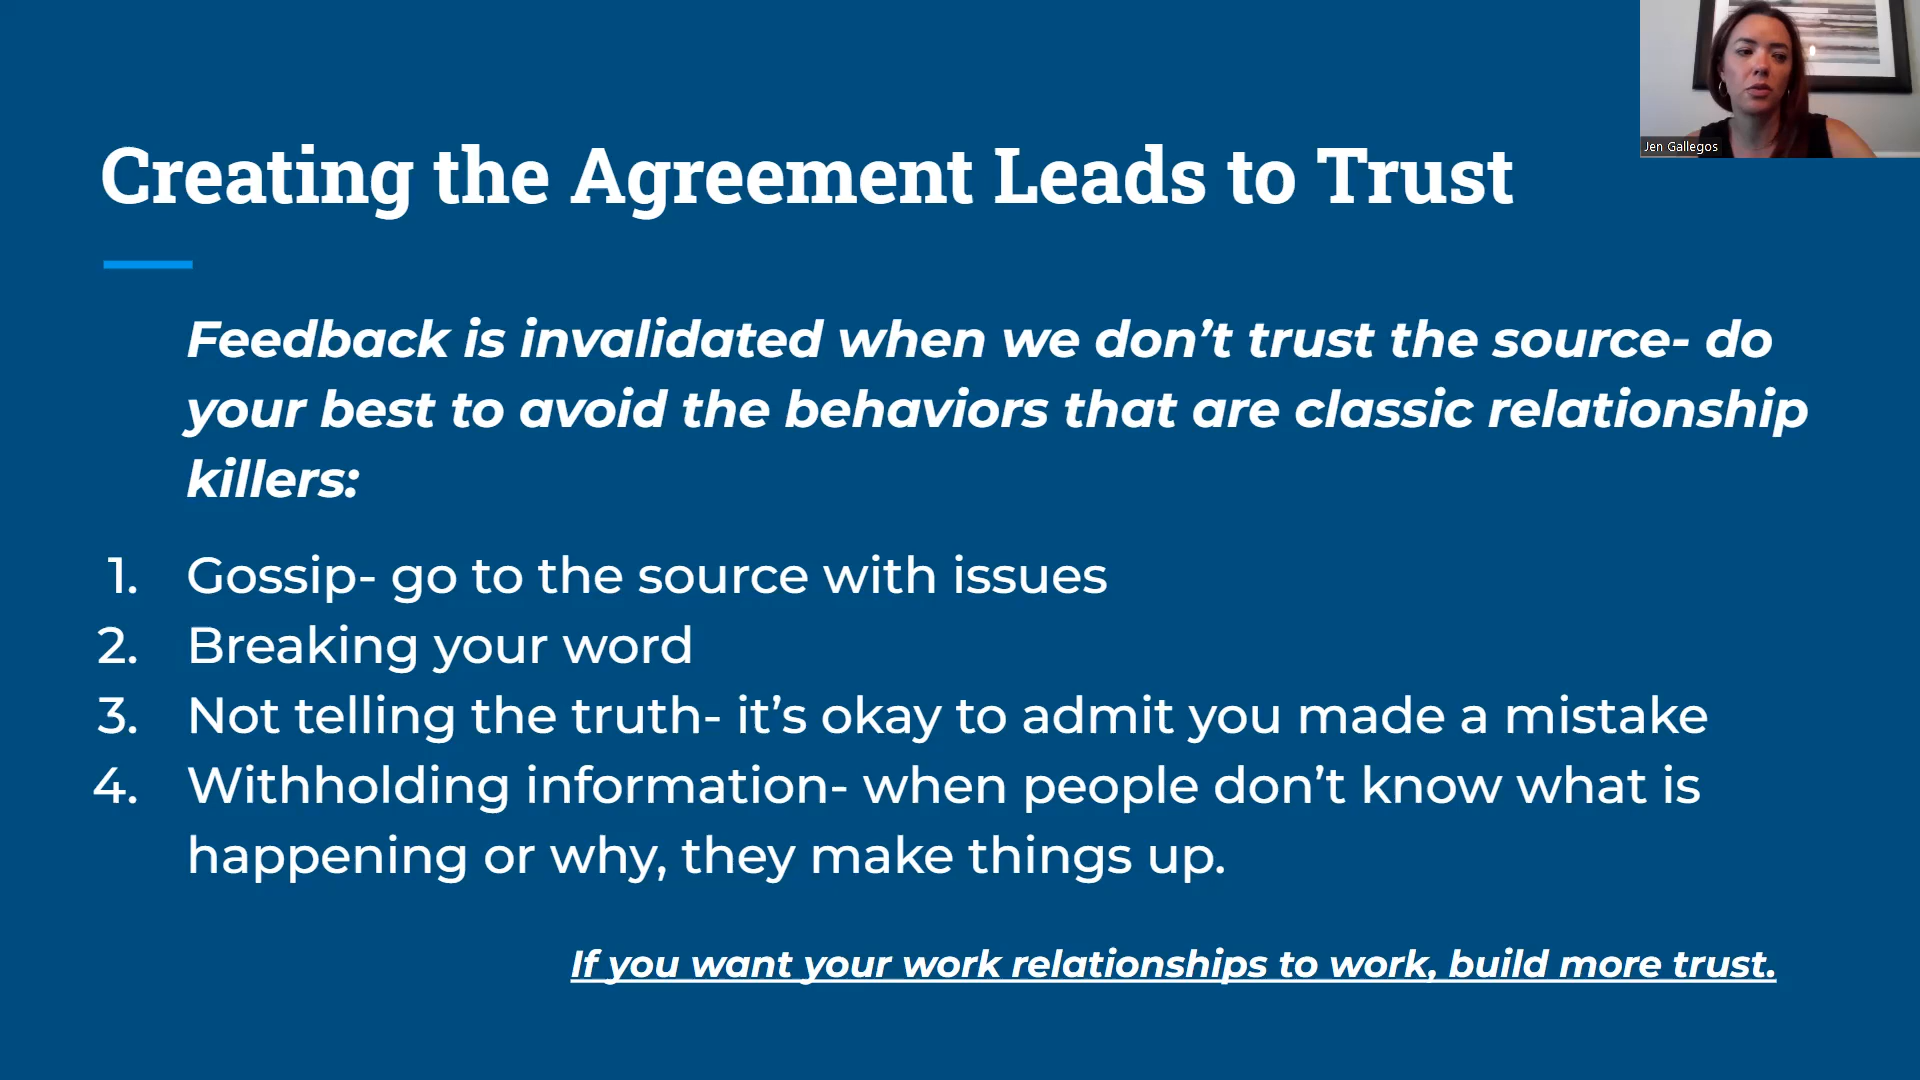 Jen Gallegos
Creating the Agreement Leads to Trust
Feedback is invalidated when we don’t trust the source- do
your best to avoid the behaviors that are classic relationship
killers:
1. Gossip- go to the source with issues
2. Breaking your word
3. Not telling the truth- it’s okay to admit you made a mistake
4. Withholding information- when people don’t know what is
happening or why, they make things up.
If you want your work relationships to work, build more trust.